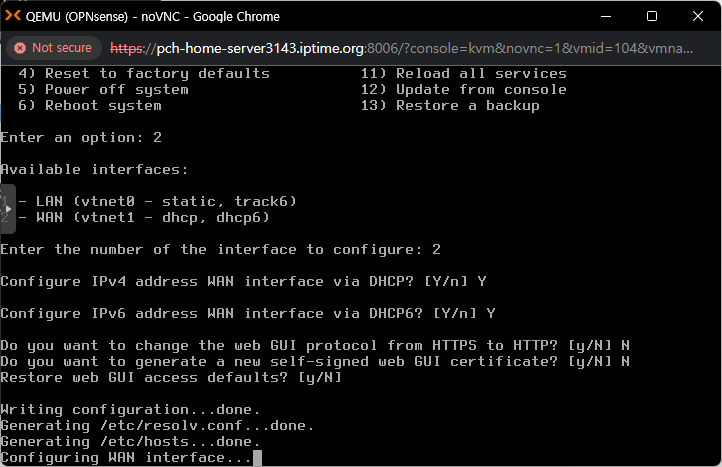 QEMU (OPNsense) - noVNC - Google Chrome
Not secure https://pch-home-server3143.iptime.org:8006/?console=kvm&novnc=1&vmid=104&vmna...
4) Reset to factory defaults 11) Reload all services
5) Power off system 12) Update from console
6) Reboot system 13) Restore a backup
Enter an option: 2
Available interfaces:
1 - LAN (vtnet0 - static, track6)
2 - WAN (vtnet1 - dhcp, dhcp6)
Enter the number of the interface to configure: 2
Configure IPv4 address WAN interface via DHCP? [Y/n] Y
Configure IPv6 address WAN interface via DHCP6? [Y/n] Y
Do you want to change the web GUI protocol from HTTPS to HTTP? [y/N] N
Do you want to generate a new self-signed web GUI certificate? [y/N] N
Restore web GUI access defaults? [y/N]
Writing configuration...done.
Generating /etc/resolv.conf...done.
Generating /etc/hosts...done.
Configuring WAN interface...